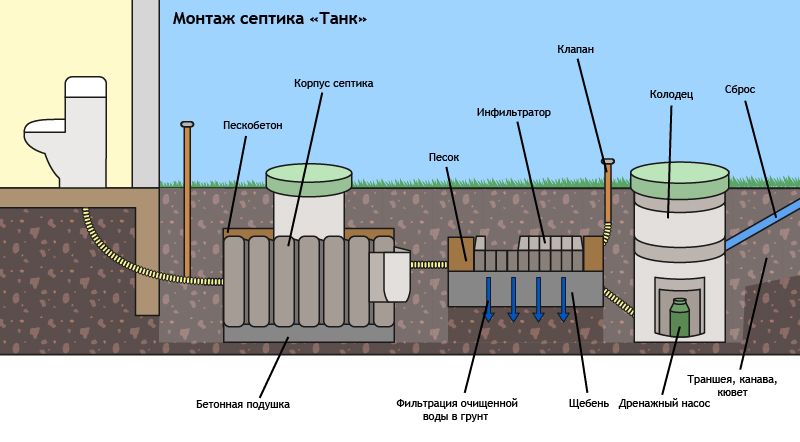 Монтаж септика «Танк»
Клапан
Корпус септика
Сброс
Колодец
Инфильтратор
Пескобетон
Песок
Траншея, канава,
кювет
Бетонная подушка
Фильтрация очищенной
воды в грунт
Щебень
Дренажный насос